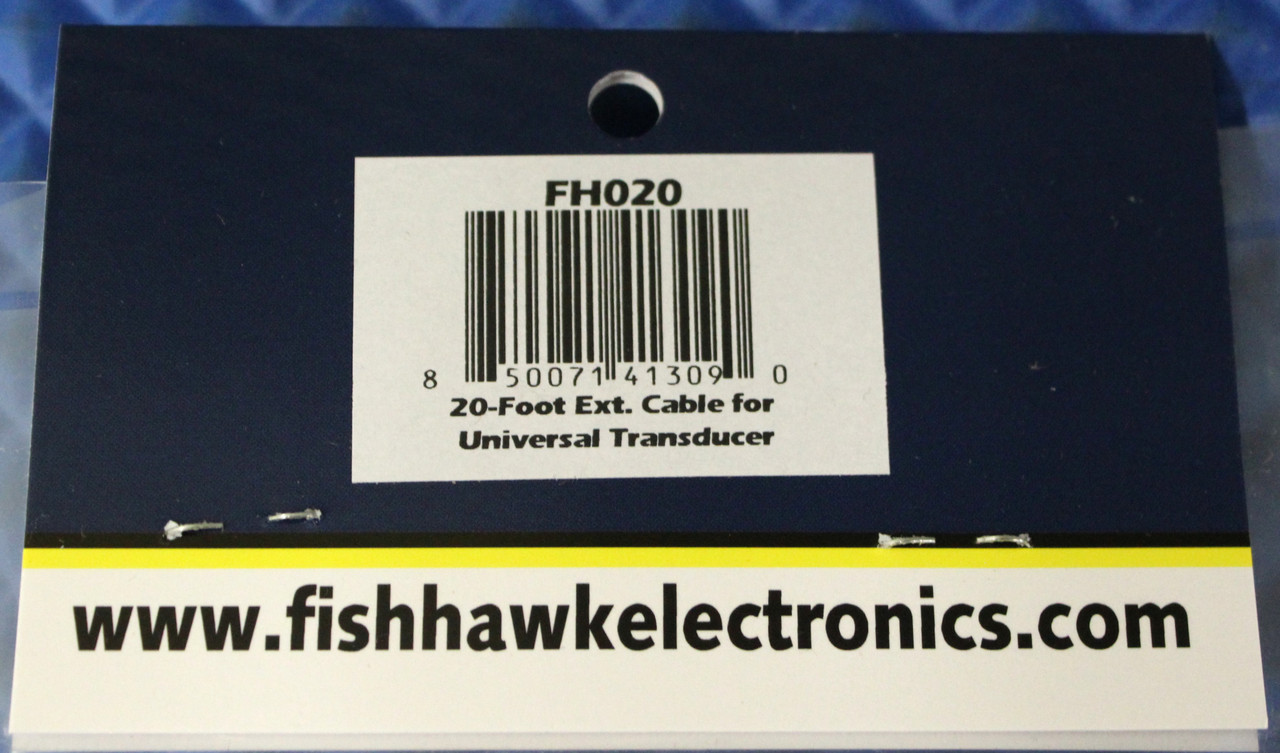 FH020
8 50071 41309 0
20-Foot Ext. Cable for
Universal Transducer
www.fishhawkelectronics.com